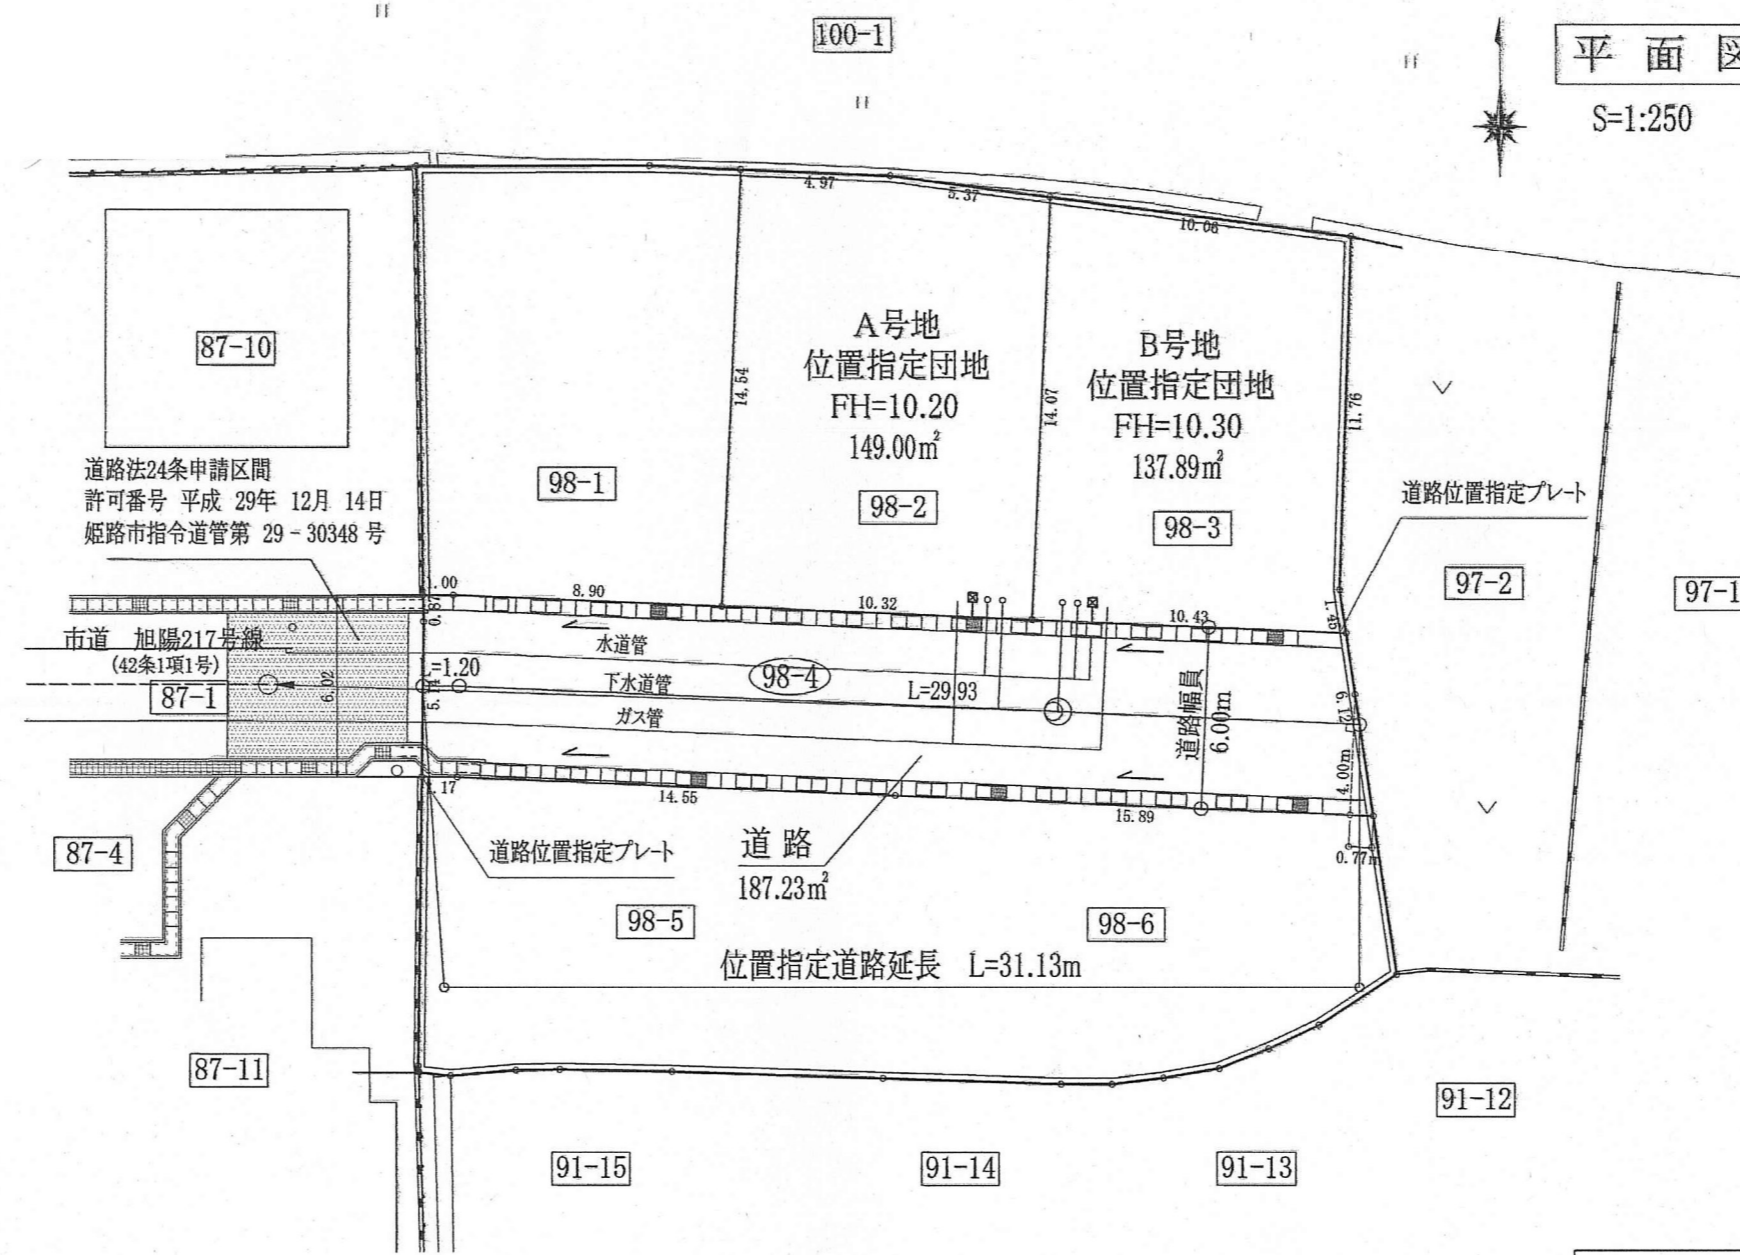 100-1
平 面 図
S=1:250
4.97
5.37
10.06
87-10
14.54
A号地
位置指定団地
FH=10.20
149.00㎡
98-2
14.07
B号地
位置指定団地
FH=10.30
137.89㎡
98-3
11.76
98-1
道路法24条申請区間
許可番号 平成 29年 12月 14日
姫路市指令道管第 29-30348 号
道路位置指定プレート
97-2
97-1
1.00
0.87
8.90
10.32
10.43
1.45
市道 旭陽217号線
(42条1項1号)
87-1
6.02
L=1.20
水道管
下水道管
ガス管
98-4
L=29.93
道路幅員
6.00m
6.12
4.00m
0.77m
14.55
15.89
87-4
道路位置指定プレート
道 路
187.23㎡
98-5
98-6
位置指定道路延長 L=31.13m
87-11
91-12
91-15
91-14
91-13